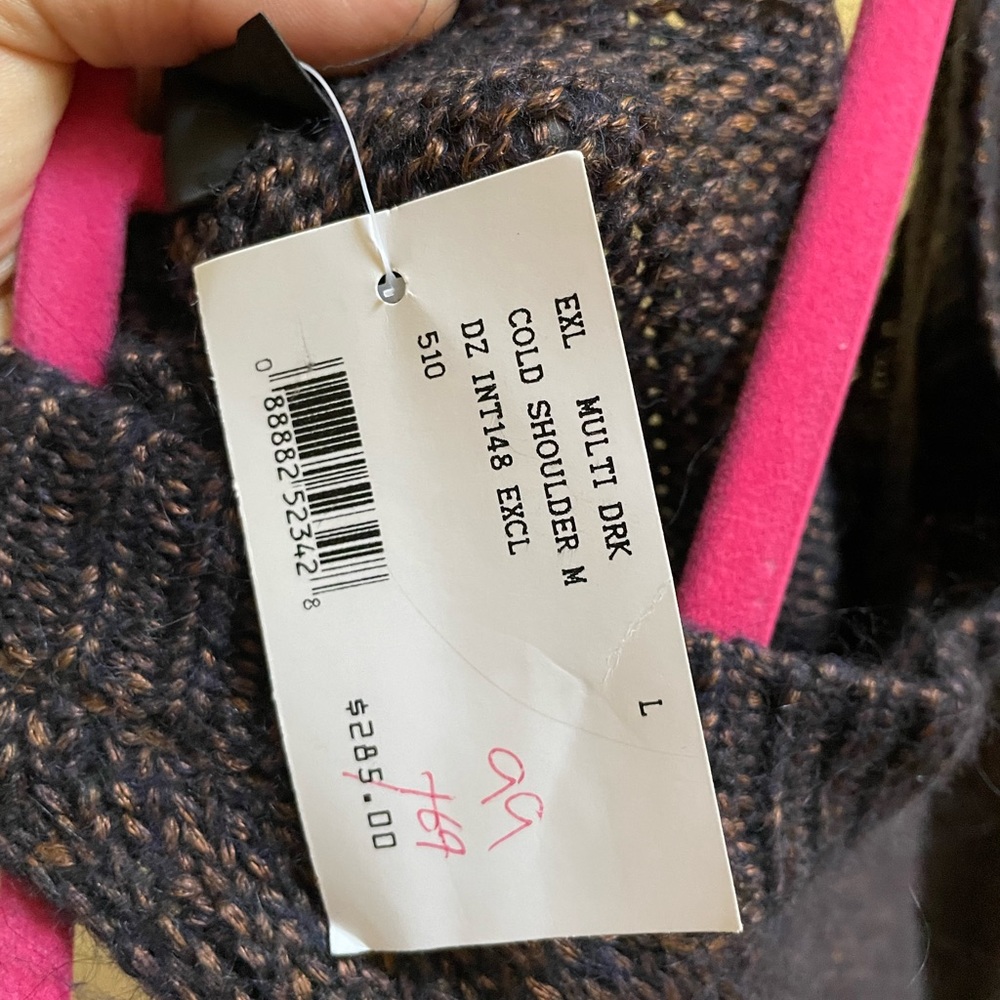 EXL MULTI DRK L
COLD SHOULDER M
DZ INT148 EXCL
510
0 88882 52342 8
$285.00
169
99